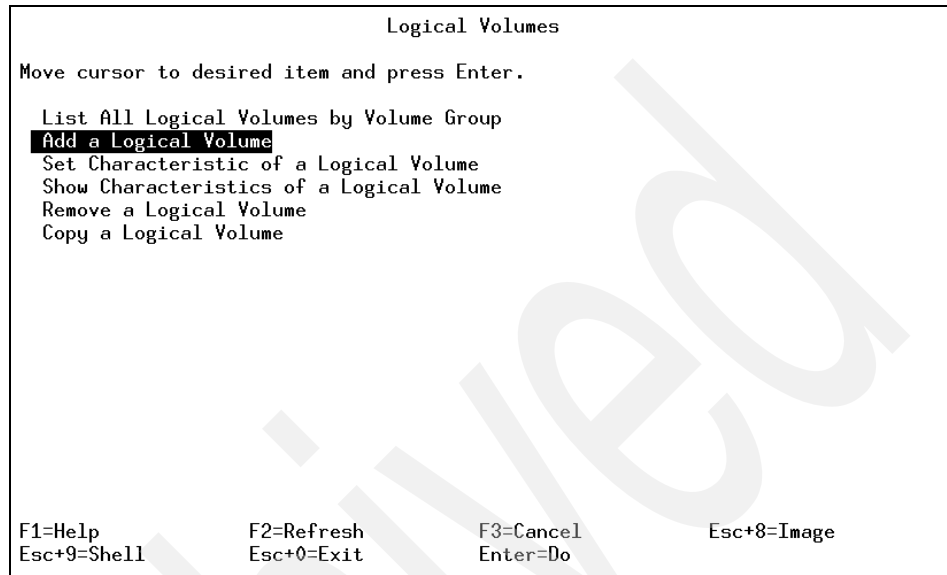 Logical Volumes
Move cursor to desired item and press Enter.
List All Logical Volumes by Volume Group
Add a Logical Volume
Set Characteristic of a Logical Volume
Show Characteristics of a Logical Volume
Remove a Logical Volume
Copy a Logical Volume
F1=Help F2=Refresh F3=Cancel Esc+8=Image
Esc+9=Shell Esc+0=Exit Enter=Do